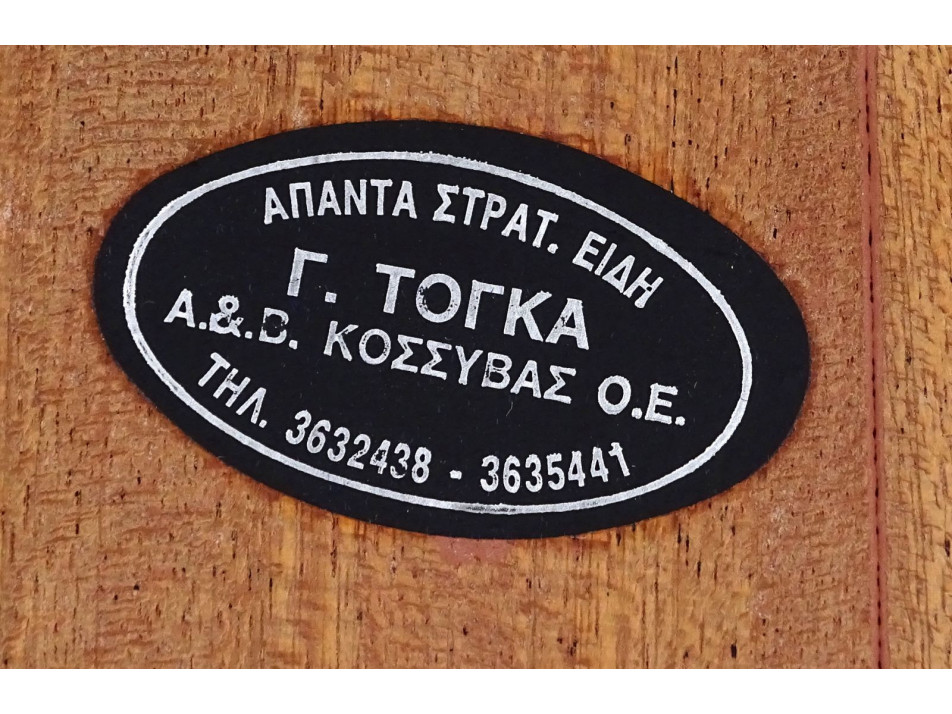 ΑΠΑΝΤΑ ΣΤΡΑΤ. ΕΙΔΗ
Γ. ΤΟΓΚΑ
Α.&.Β. ΚΟΣΣΥΒΑΣ Ο.Ε.
ΤΗΛ. 3632438 - 3635441